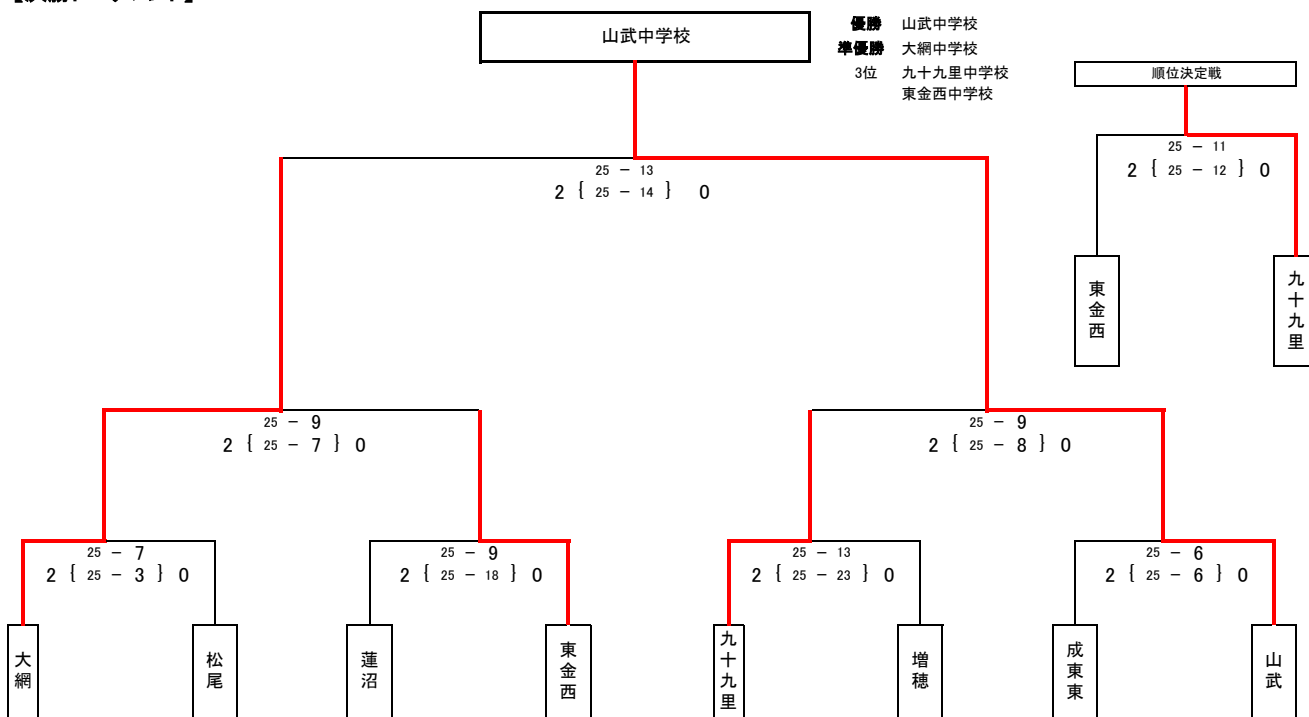 山武中学校
優勝 山武中学校
準優勝 大網中学校
3位 九十九里中学校
東金西中学校
順位決定戦
25 − 11
2 { 25 − 12 } 0
東金西
九十九里
25 − 13
2 { 25 − 14 } 0
25 − 9
2 { 25 − 7 } 0
25 − 9
2 { 25 − 8 } 0
25 − 7
2 { 25 − 3 } 0
25 − 9
2 { 25 − 18 } 0
25 − 13
2 { 25 − 23 } 0
25 − 6
2 { 25 − 6 } 0
大網
松尾
蓮沼
東金西
九十九里
増穂
成東東
山武